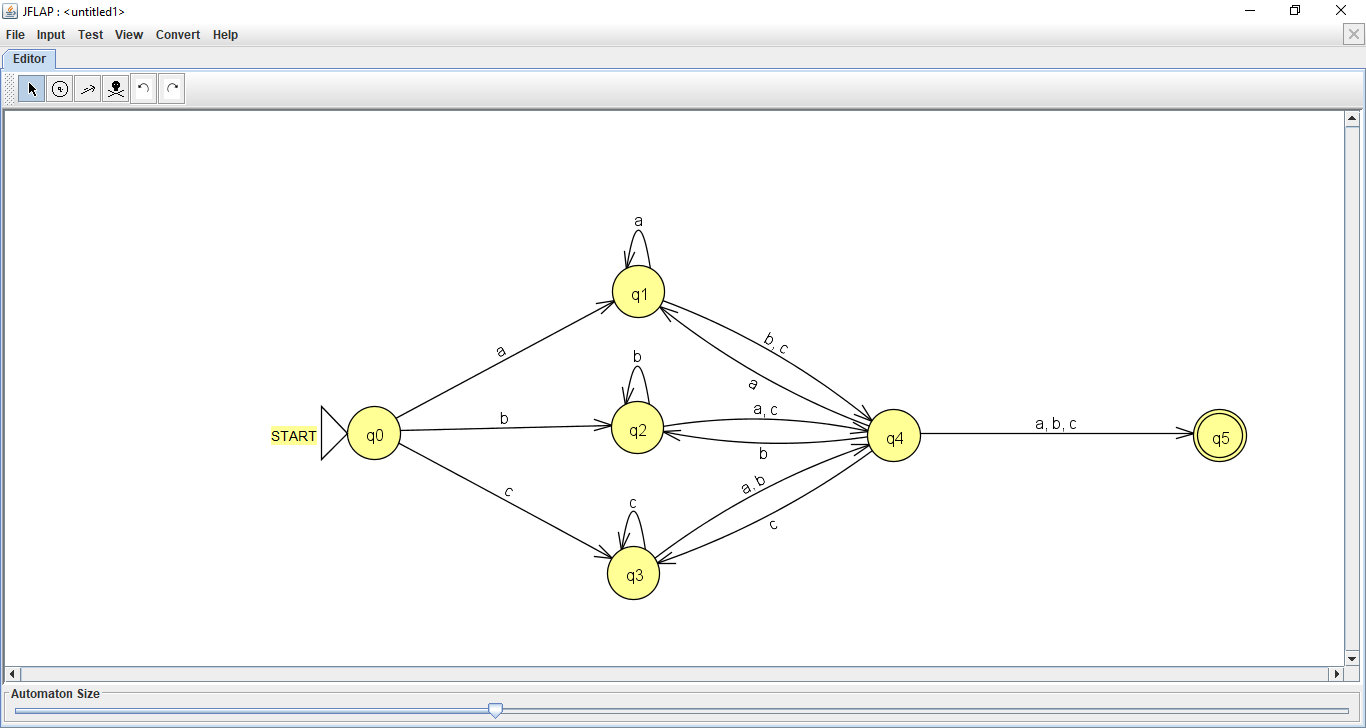 JFLAP : <untitled1>
File Input Test View Convert Help
Editor
a
q1
b, c
a
a
b
q2
a, c
b
b
START
q0
q4
a, b, c
q5
a, b
c
c
c
q3
Automaton Size